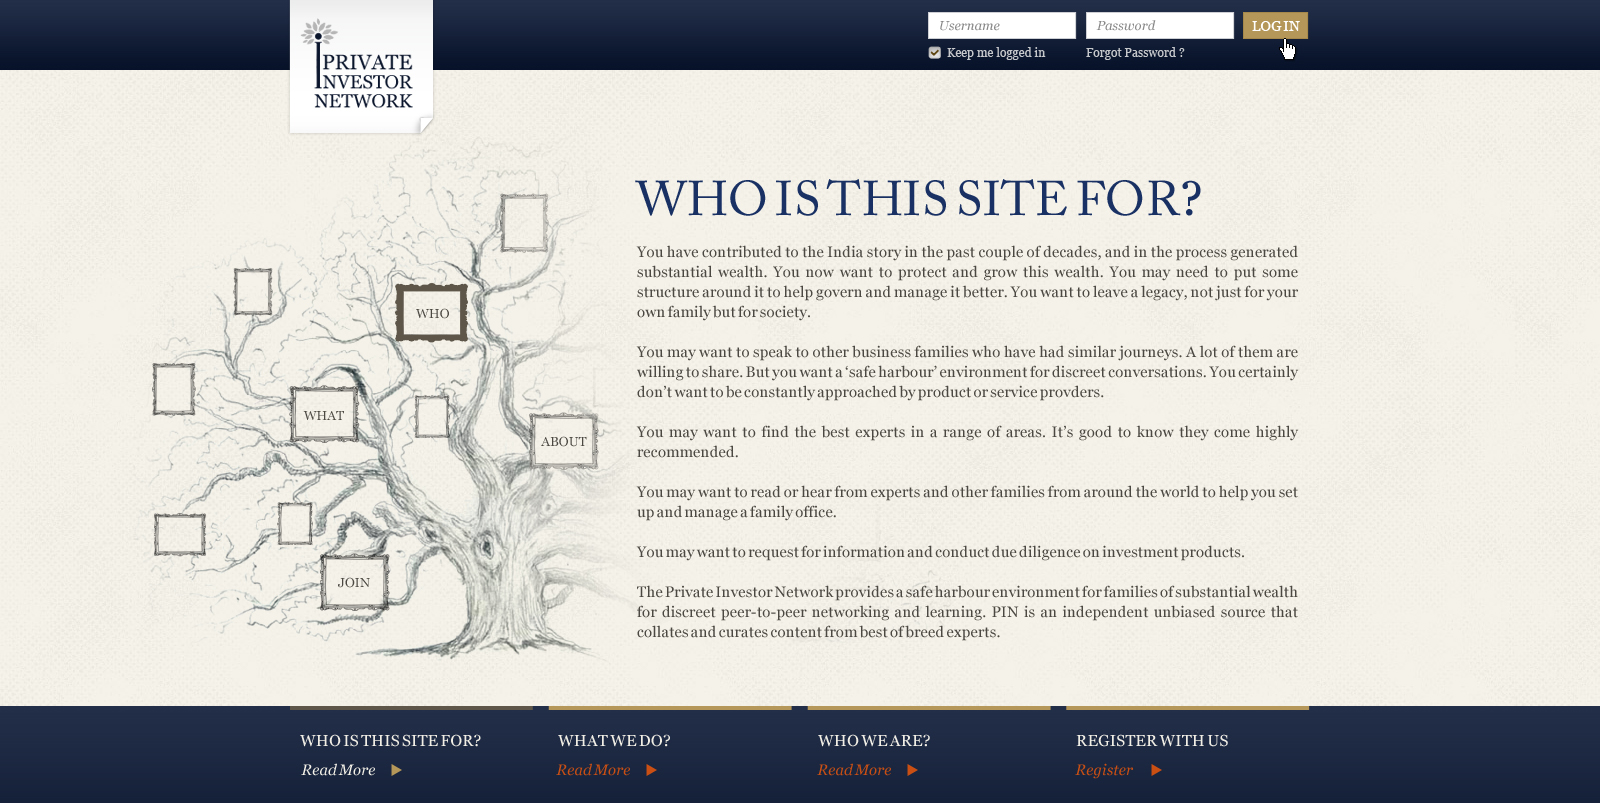 PRIVATE
INVESTOR
NETWORK
Username
Password
LOGIN
Keep me logged in
Forgot Password ?
WHO
WHAT
ABOUT
JOIN
WHO IS THIS SITE FOR?
You have contributed to the India story in the past couple of decades, and in the process generated
substantial wealth. You now want to protect and grow this wealth. You may need to put some
structure around it to help govern and manage it better. You want to leave a legacy, not just for your
own family but for society.
You may want to speak to other business families who have had similar journeys. A lot of them are
willing to share. But you want a ‘safe harbour’ environment for discreet conversations. You certainly
don’t want to be constantly approached by product or service provders.
You may want to find the best experts in a range of areas. It’s good to know they come highly
recommended.
You may want to read or hear from experts and other families from around the world to help you set
up and manage a family office.
You may want to request for information and conduct due diligence on investment products.
The Private Investor Network provides a safe harbour environment for families of substantial wealth
for discreet peer-to-peer networking and learning. PIN is an independent unbiased source that
collates and curates content from best of breed experts.
WHO IS THIS SITE FOR?
Read More
WHAT WE DO?
Read More
WHO WE ARE?
Read More
REGISTER WITH US
Register